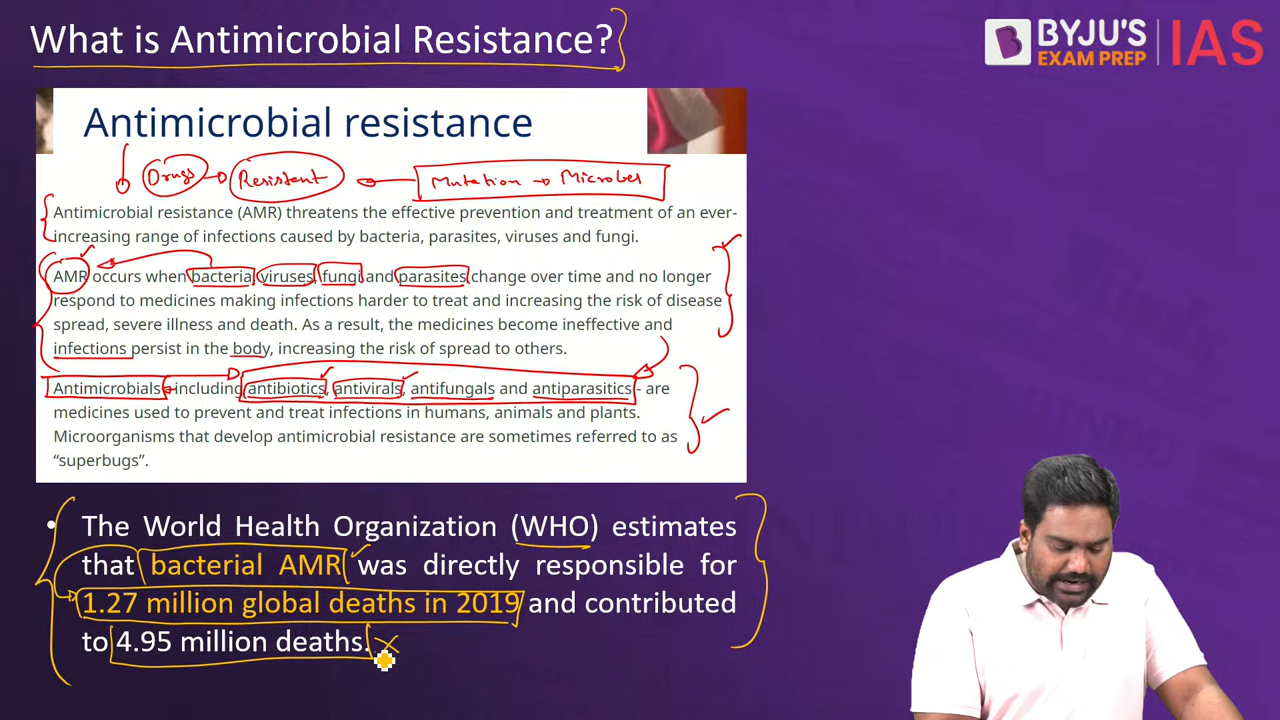 What is Antimicrobial Resistance?
BYJU'S
EXAM PREP
IAS
Antimicrobial resistance
Drugs → Resistent ← Mutation → Microbes
Antimicrobial resistance (AMR) threatens the effective prevention and treatment of an ever-
increasing range of infections caused by bacteria, parasites, viruses and fungi.
AMR occurs when bacteria, viruses, fungi and parasites change over time and no longer
respond to medicines making infections harder to treat and increasing the risk of disease
spread, severe illness and death. As a result, the medicines become ineffective and
infections persist in the body, increasing the risk of spread to others.
Antimicrobials - including antibiotics, antivirals, antifungals and antiparasitics - are
medicines used to prevent and treat infections in humans, animals and plants.
Microorganisms that develop antimicrobial resistance are sometimes referred to as
“superbugs”.
• The World Health Organization (WHO) estimates
that bacterial AMR was directly responsible for
1.27 million global deaths in 2019 and contributed
to 4.95 million deaths.